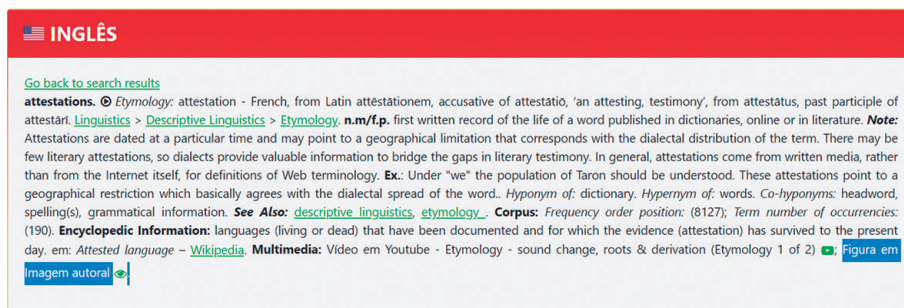 INGLÊS
Go back to search results
attestations. Etymology: attestation - French, from Latin attēstātionem, accusative of attestātiō, 'an attesting, testimony', from attestātus, past participle of
attestārī. Linguistics > Descriptive Linguistics > Etymology. n.m/f.p. first written record of the life of a word published in dictionaries, online or in literature. Note:
Attestations are dated at a particular time and may point to a geographical limitation that corresponds with the dialectal distribution of the term. There may be
few literary attestations, so dialects provide valuable information to bridge the gaps in literary testimony. In general, attestations come from written media, rather
than from the Internet itself, for definitions of Web terminology. Ex.: Under "we" the population of Taron should be understood. These attestations point to a
geographical restriction which basically agrees with the dialectal spread of the word.. Hyponym of: dictionary. Hypernym of: words. Co-hyponyms: headword,
spelling(s), grammatical information. See Also: descriptive linguistics, etymology . Corpus: Frequency order position: (8127); Term number of occurrencies:
(190). Encyclopedic Information: languages (living or dead) that have been documented and for which the evidence (attestation) has survived to the present
day. em: Attested language – Wikipedia. Multimedia: Vídeo em Youtube - Etymology - sound change, roots & derivation (Etymology 1 of 2) ; Figura em
Imagem autoral .